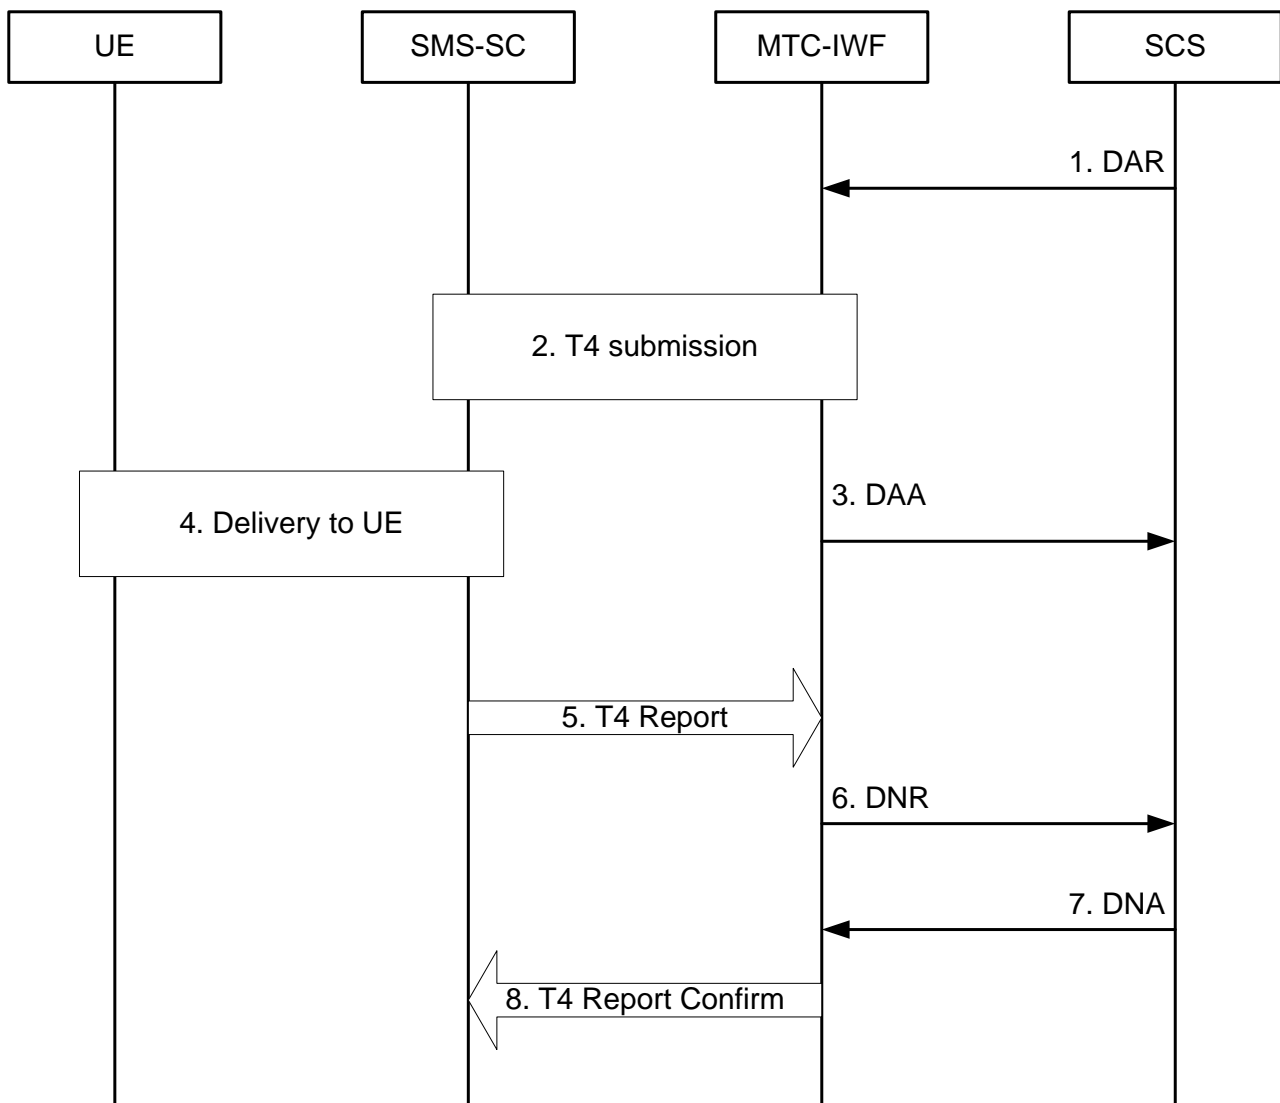 UE
SMS-SC
MTC-IWF
SCS
1. DAR
2. T4 submission
3. DAA
4. Delivery to UE
5. T4 Report
6. DNR
7. DNA
8. T4 Report Confirm